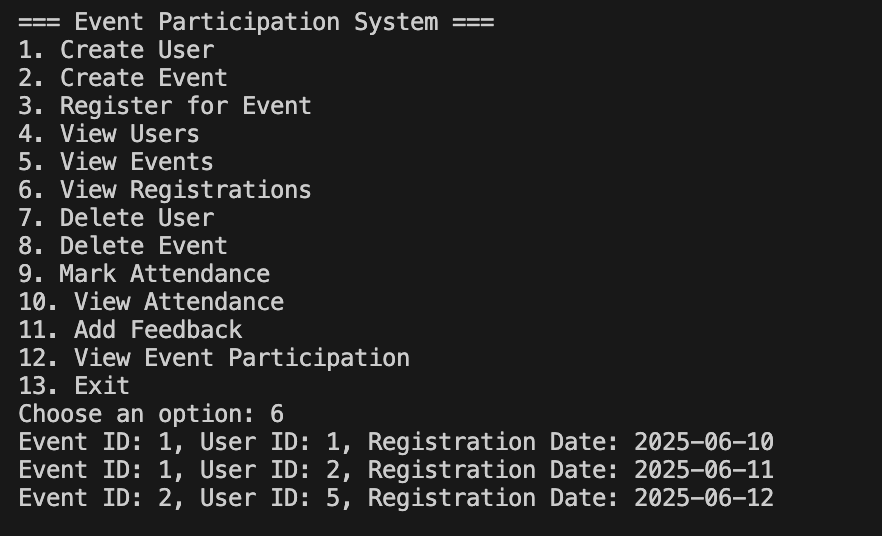 === Event Participation System ===
1. Create User
2. Create Event
3. Register for Event
4. View Users
5. View Events
6. View Registrations
7. Delete User
8. Delete Event
9. Mark Attendance
10. View Attendance
11. Add Feedback
12. View Event Participation
13. Exit
Choose an option: 6
Event ID: 1, User ID: 1, Registration Date: 2025-06-10
Event ID: 1, User ID: 2, Registration Date: 2025-06-11
Event ID: 2, User ID: 5, Registration Date: 2025-06-12